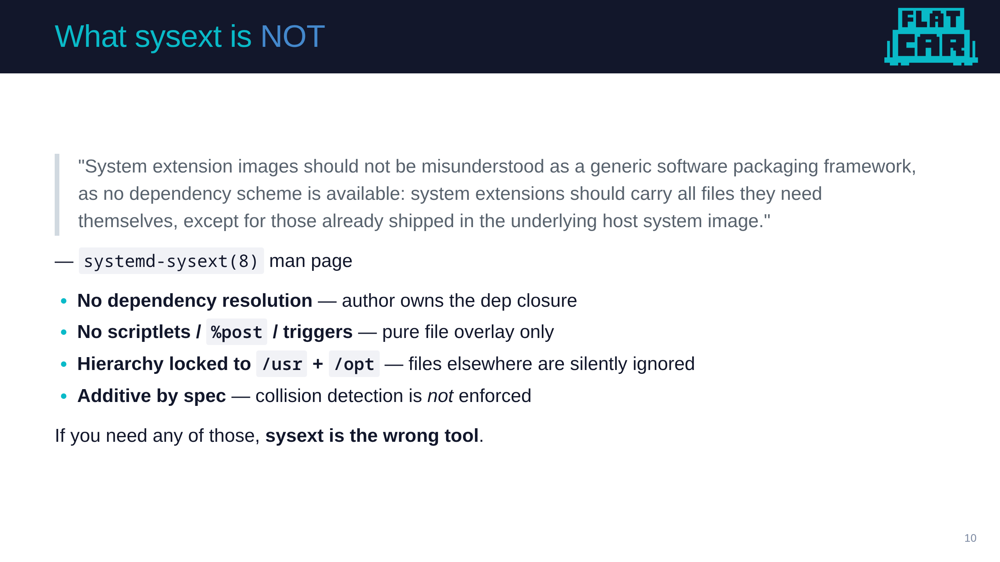 What sysext is NOT
FLAT
CAR
"System extension images should not be misunderstood as a generic software packaging framework,
as no dependency scheme is available: system extensions should carry all files they need
themselves, except for those already shipped in the underlying host system image."
— systemd-sysext(8) man page
• No dependency resolution — author owns the dep closure
• No scriptlets / %post / triggers — pure file overlay only
• Hierarchy locked to /usr + /opt — files elsewhere are silently ignored
• Additive by spec — collision detection is not enforced
If you need any of those, sysext is the wrong tool.
10